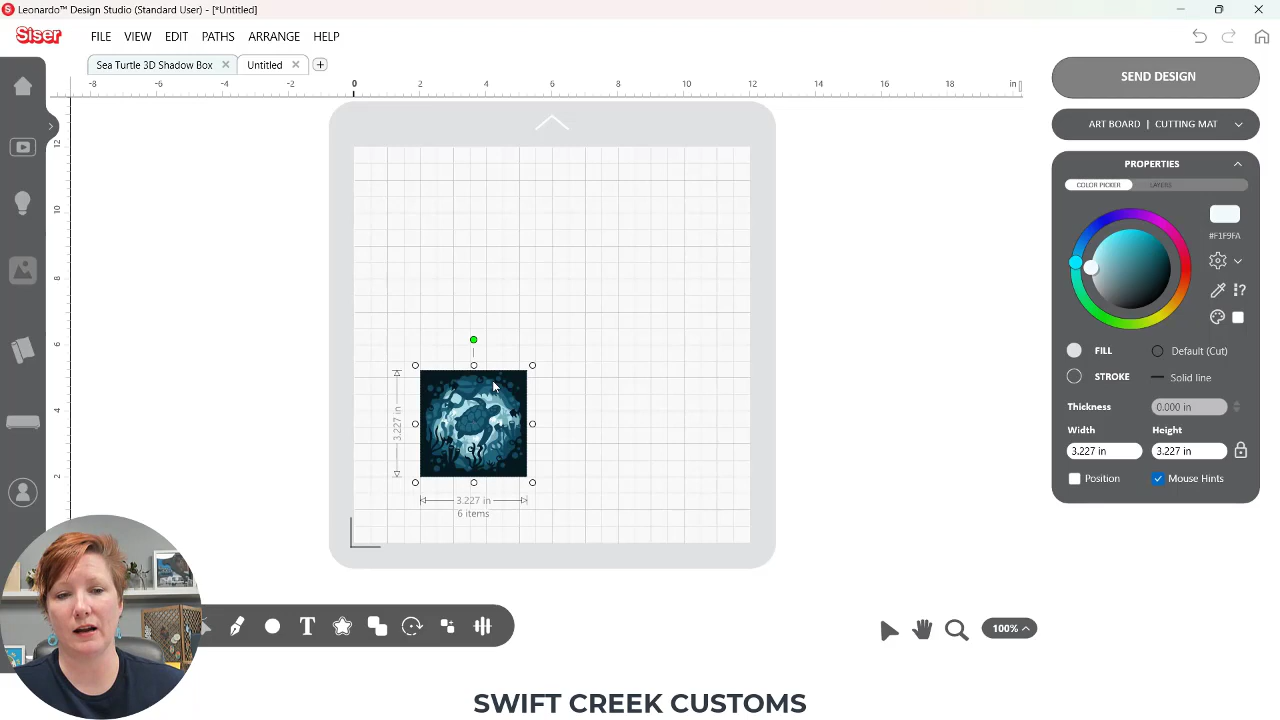 S Leonardo™ Design Studio (Standard User) - [*Untitled]
Siser FILE VIEW EDIT PATHS ARRANGE HELP
Sea Turtle 3D Shadow Box Untitled
-8 -6 -4 -2 0 2 4 6 8 10 12 14 16 18 in
12
10
8
6
4
2
3.227 in
3.227 in
6 items
SEND DESIGN
ART BOARD | CUTTING MAT
PROPERTIES
COLOR PICKER LAYERS
#F1F9FA
FILL Default (Cut)
STROKE Solid line
Thickness 0.000 in
Width Height
3.227 in 3.227 in
Position Mouse Hints
T 100%
SWIFT CREEK CUSTOMS